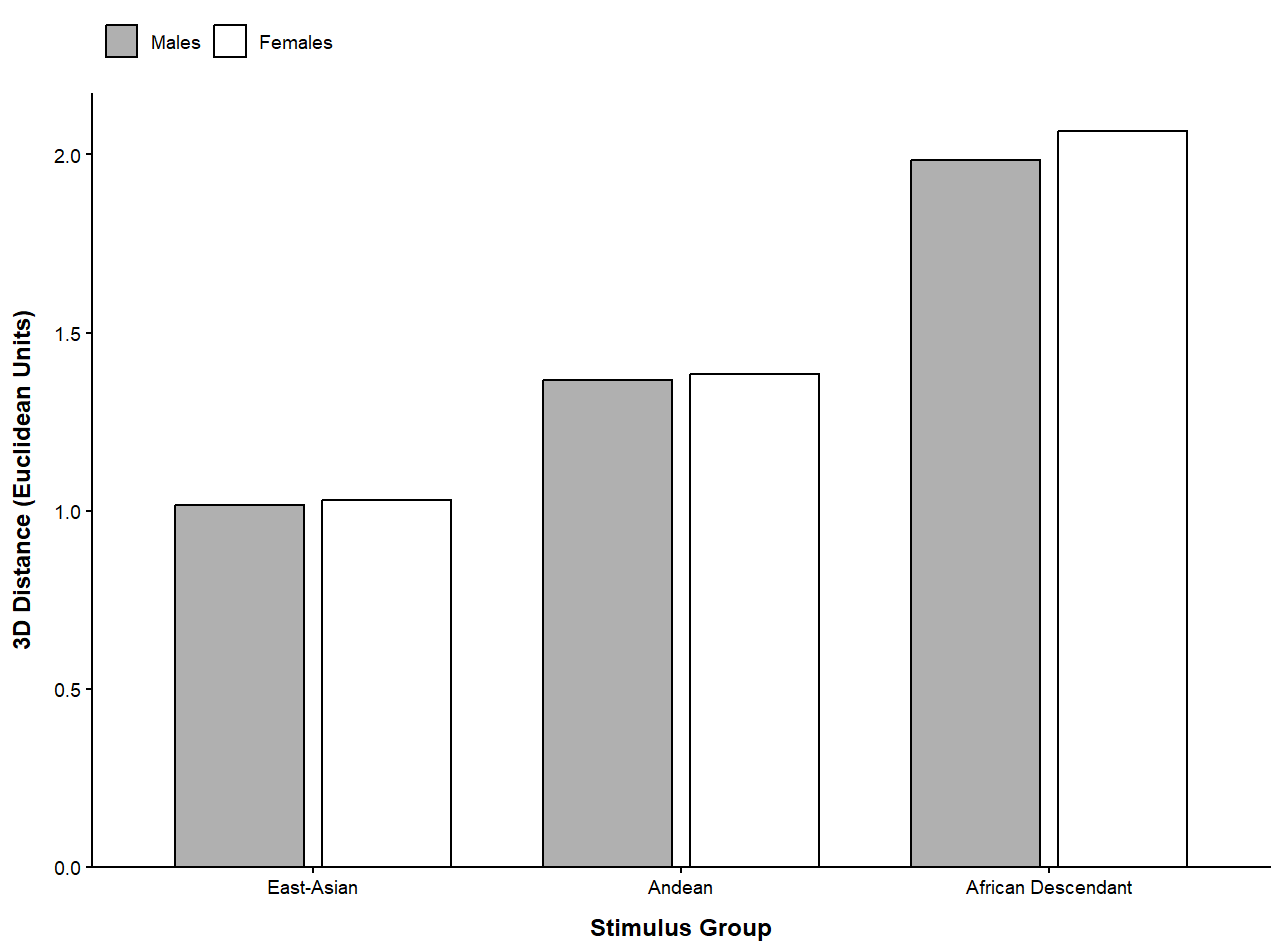 Males Females
2.0
1.5
1.0
0.5
0.0
3D Distance (Euclidean Units)
East-Asian Andean African Descendant
Stimulus Group